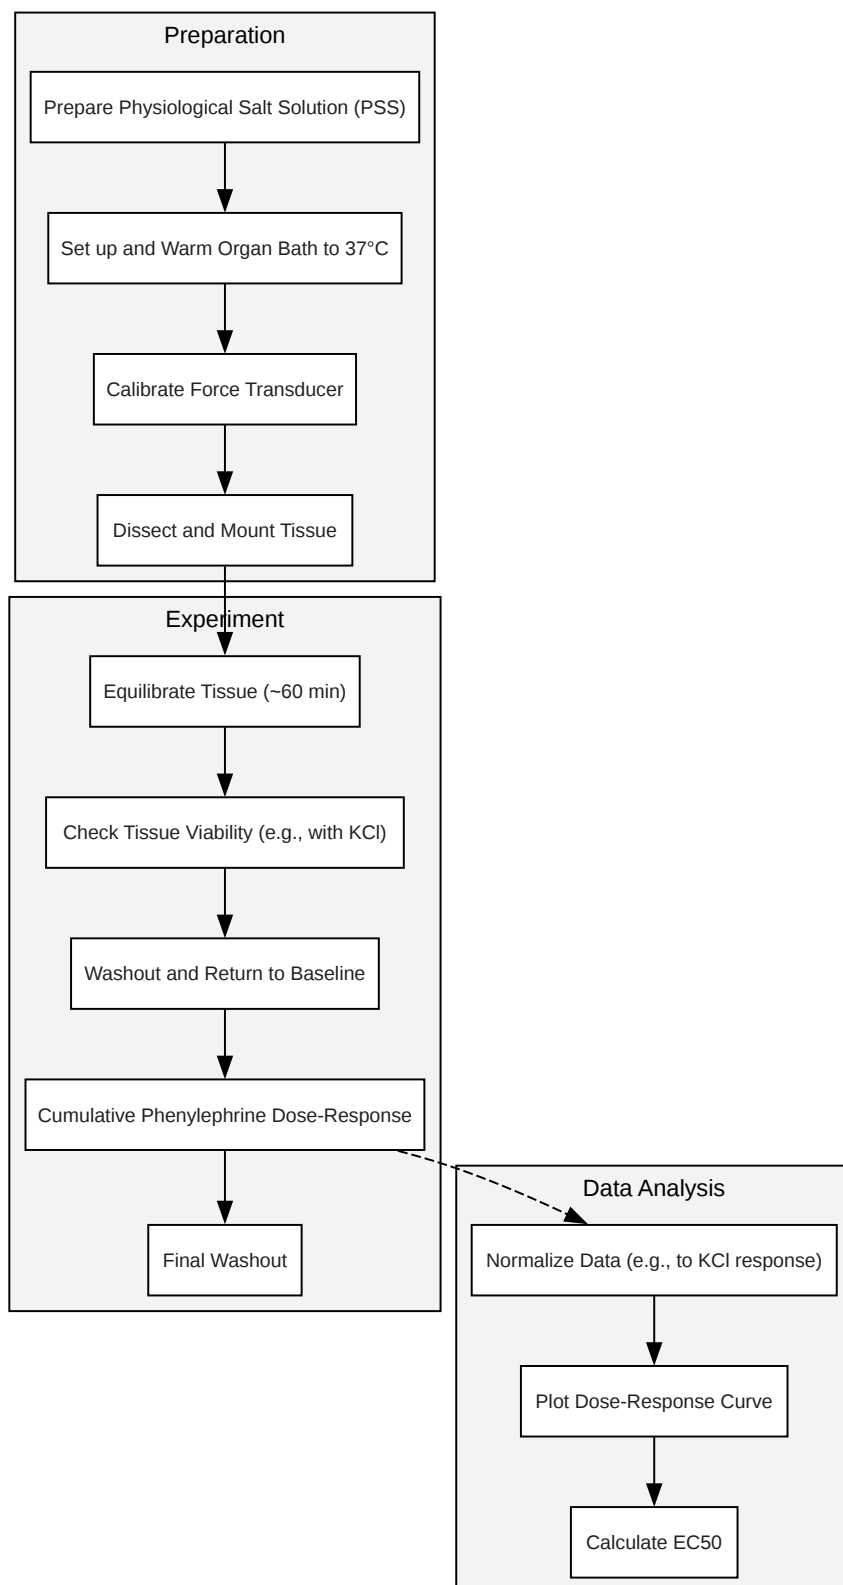 Preparation
Prepare Physiological Salt Solution (PSS)
Set up and Warm Organ Bath to 37°C
Calibrate Force Transducer
Dissect and Mount Tissue
Experiment
Equilibrate Tissue (~60 min)
Check Tissue Viability (e.g., with KCl)
Washout and Return to Baseline
Cumulative Phenylephrine Dose-Response
Final Washout
Data Analysis
Normalize Data (e.g., to KCl response)
Plot Dose-Response Curve
Calculate EC50